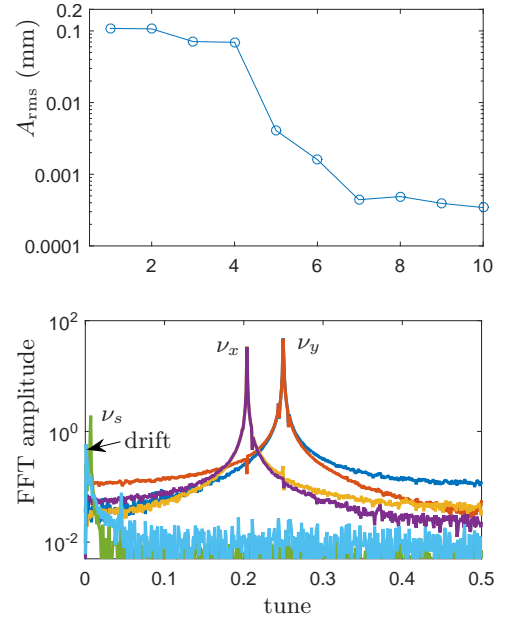 0.1
0.01
0.001
0.0001
A_rms (mm)
2 4 6 8 10
10^2
10^0
10^-2
FFT amplitude
ν_x
ν_y
ν_s
drift
0 0.1 0.2 0.3 0.4 0.5
tune